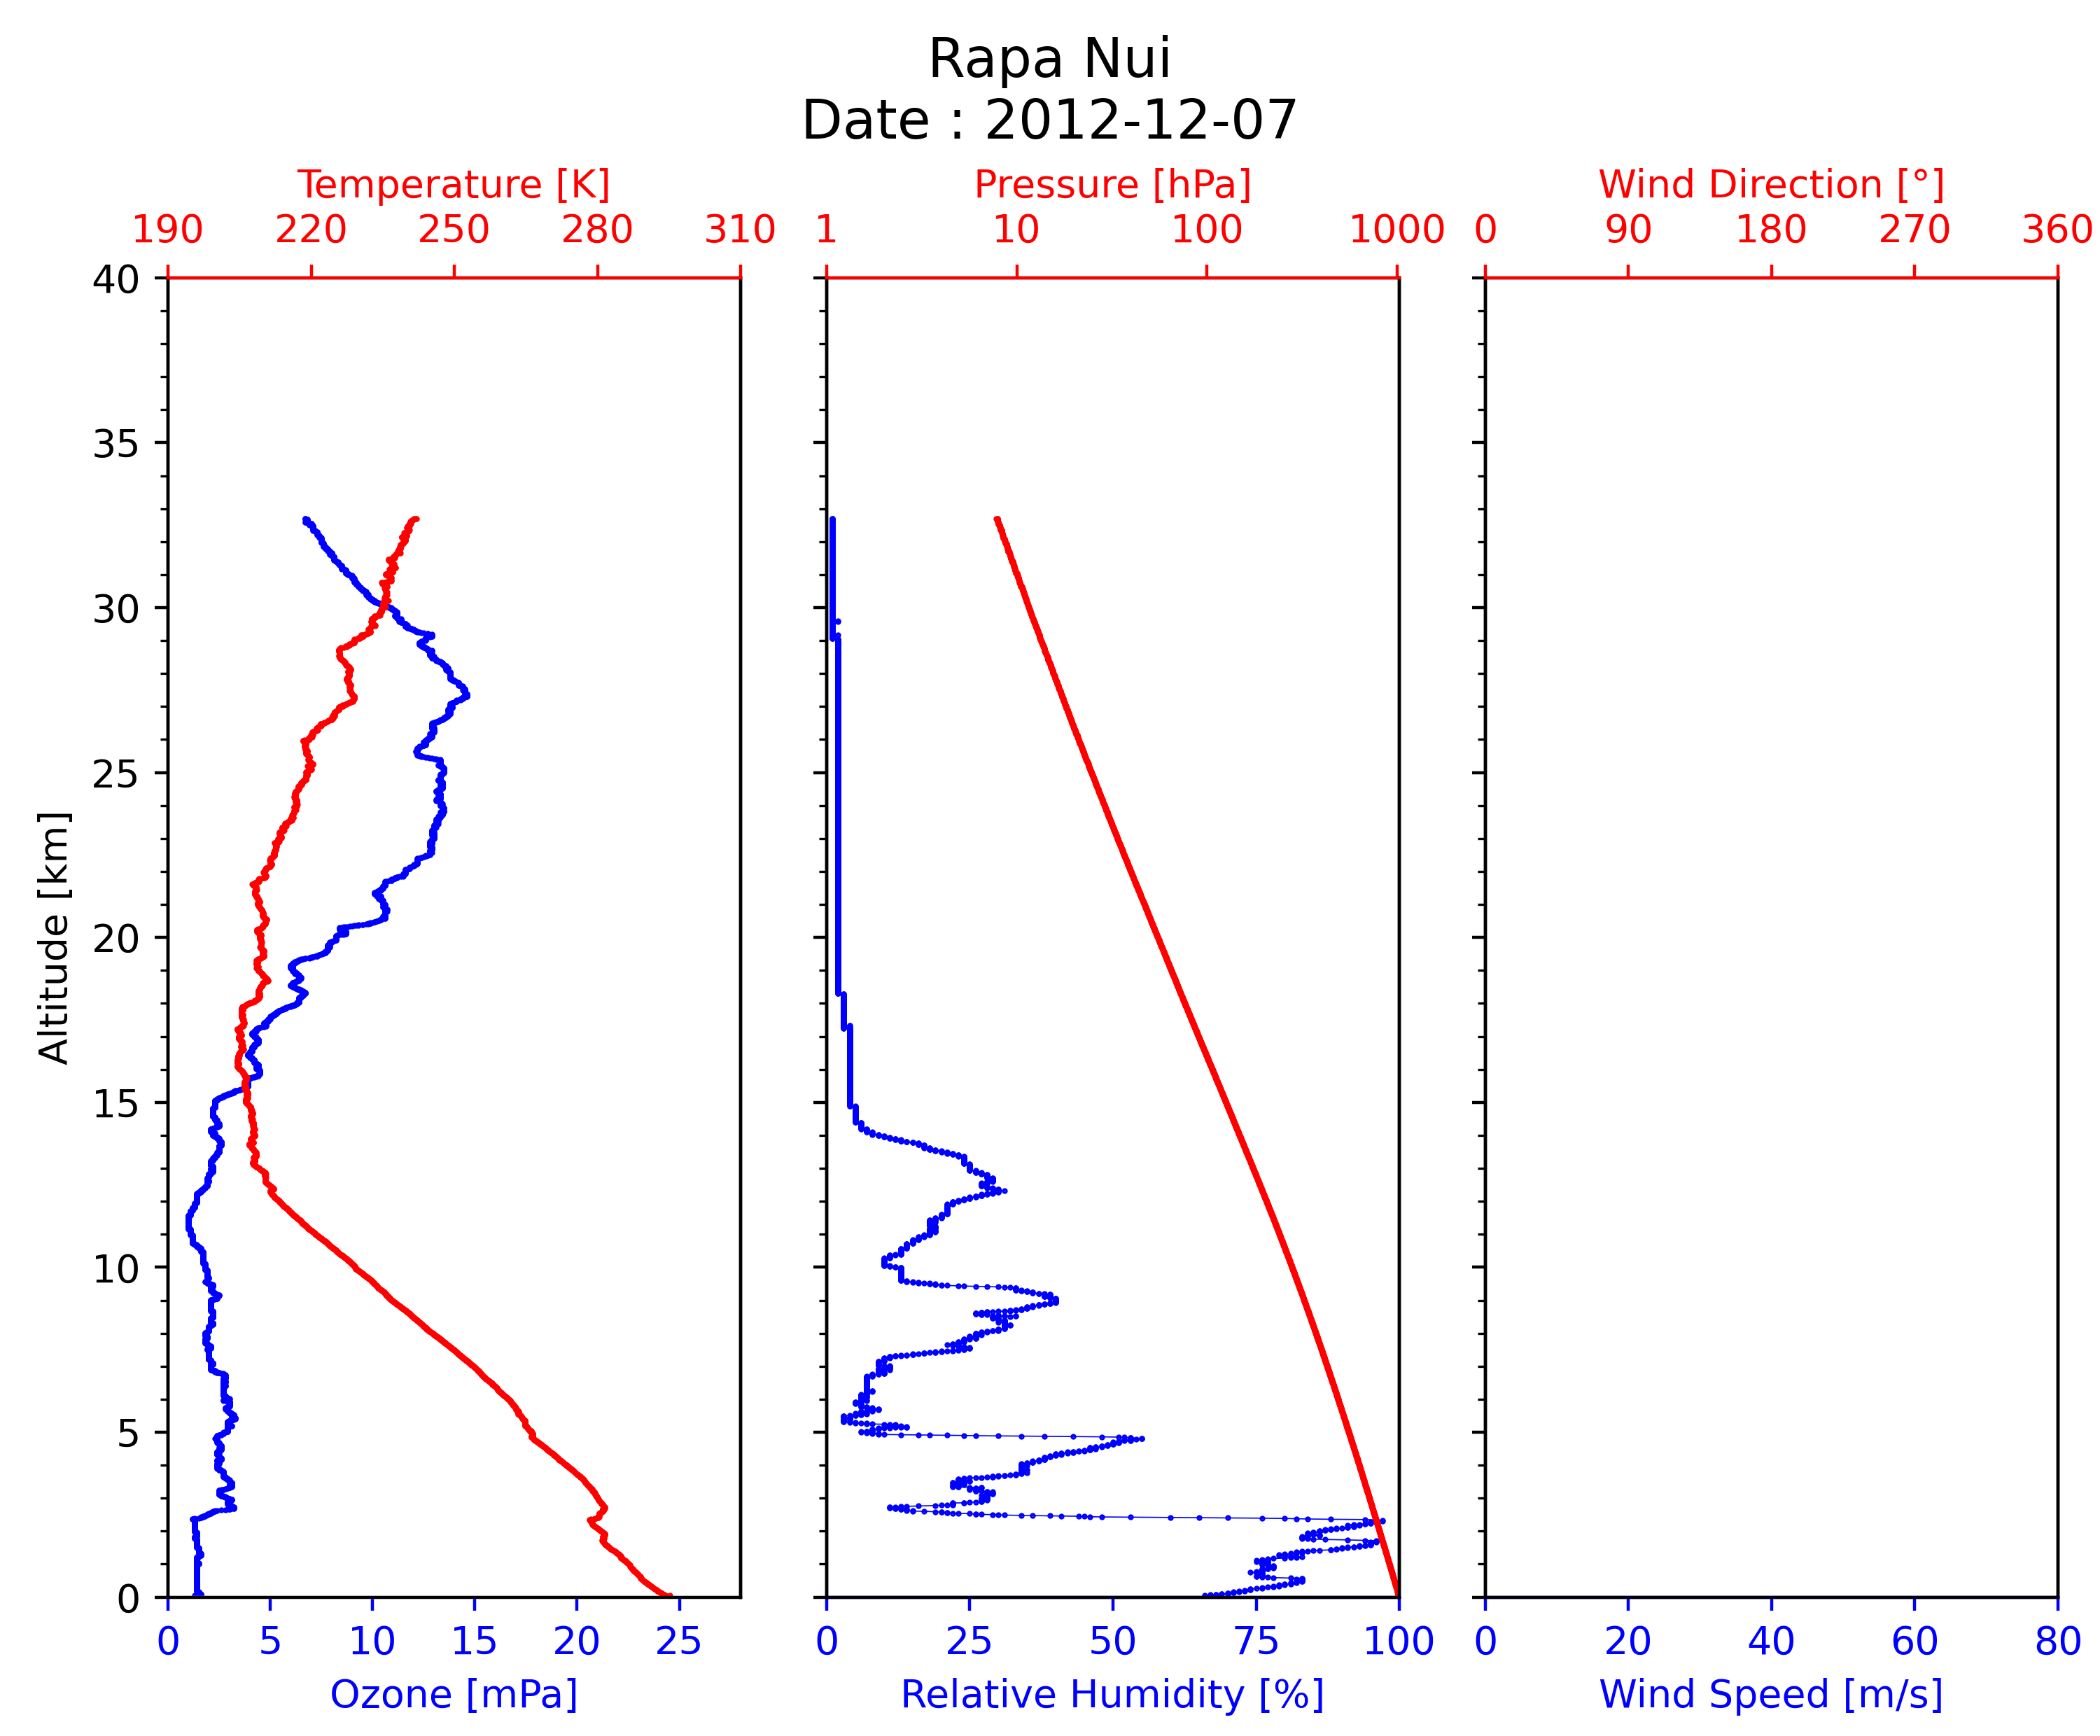 Rapa Nui
Date : 2012-12-07
Temperature [K]
190 220 250 280 310
Pressure [hPa]
1 10 100 1000
Wind Direction [°]
0 90 180 270 360
Altitude [km]
40
35
30
25
20
15
10
5
0
0 5 10 15 20 25
Ozone [mPa]
0 25 50 75 100
Relative Humidity [%]
0 20 40 60 80
Wind Speed [m/s]